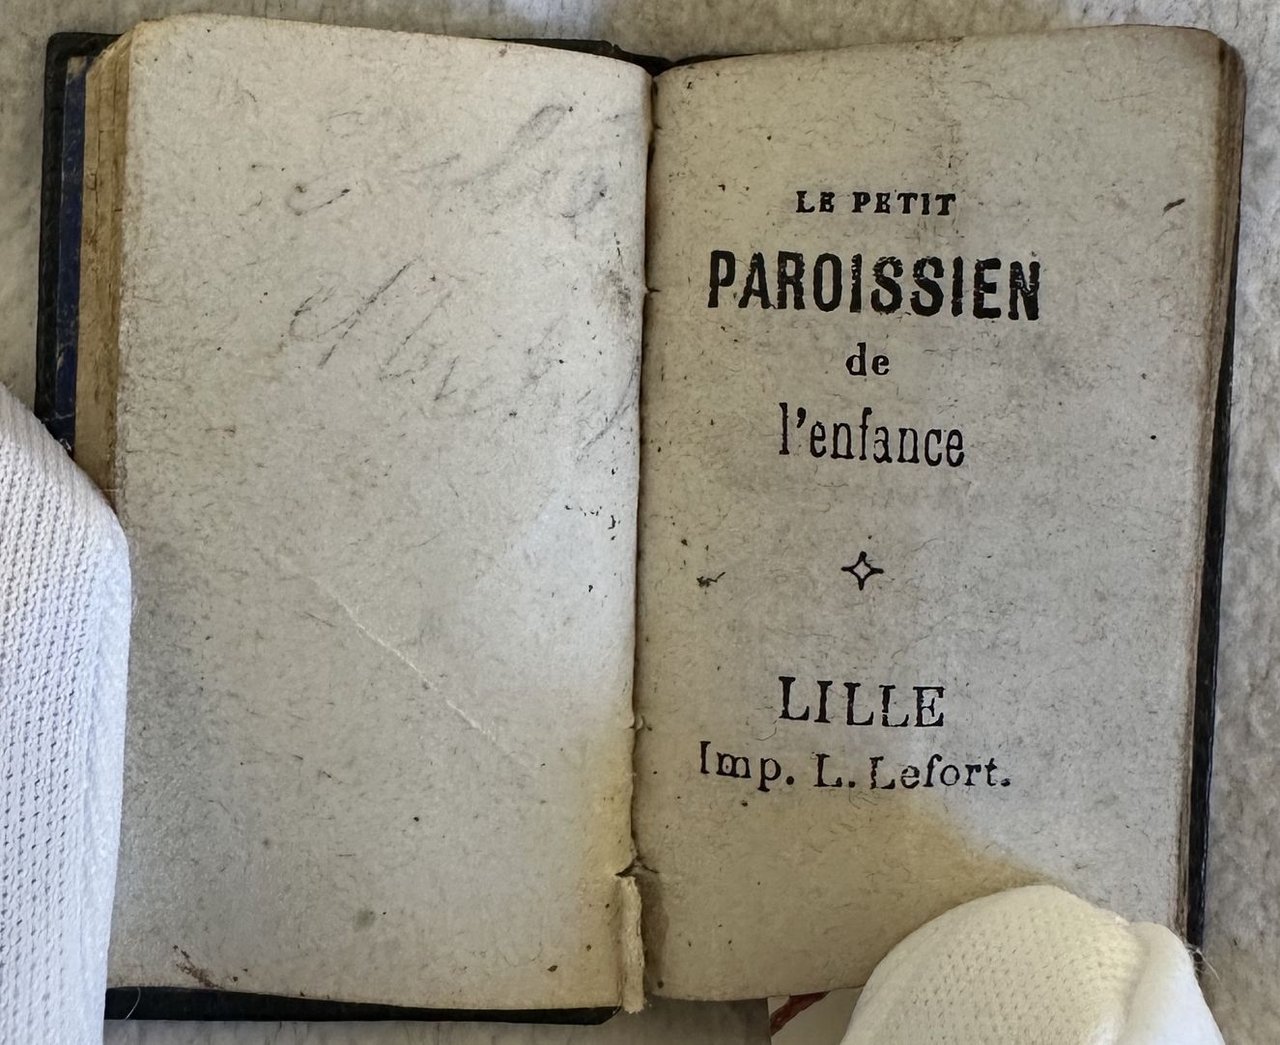 LE PETIT
PAROISSIEN
de
l'enfance
LILLE
Imp. L. Lefort.